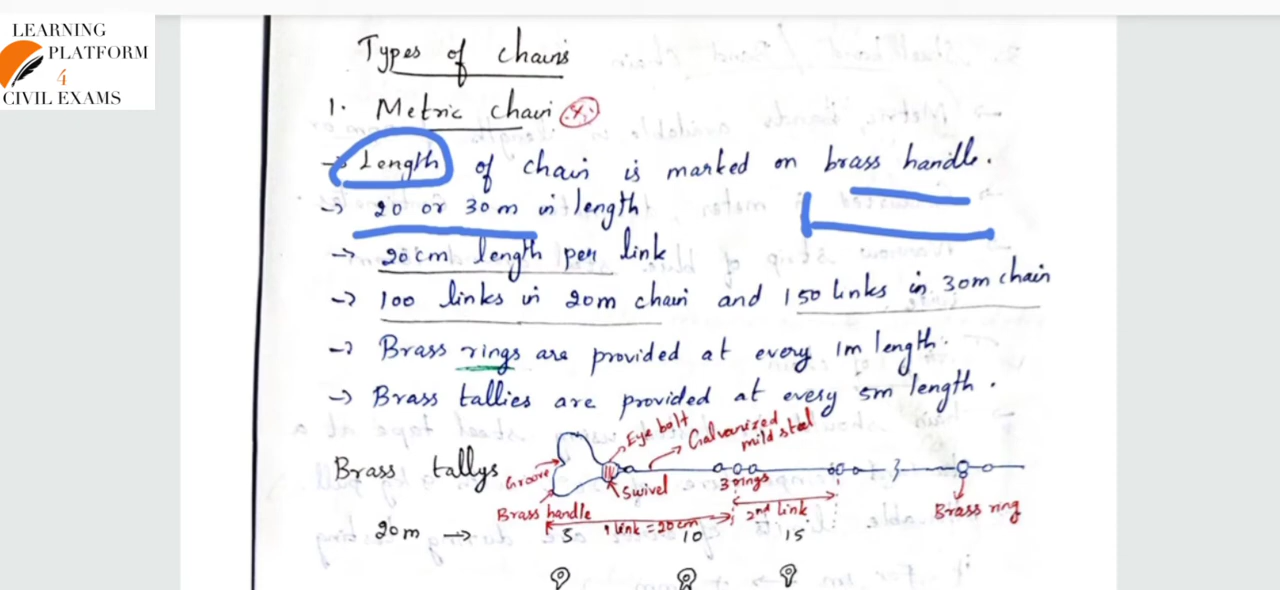 LEARNING
PLATFORM
4
CIVIL EXAMS
Types of chains
1. Metric chain
→ Length of chain is marked on brass handle.
→ 20 or 30m in length
→ 20cm length per link
→ 100 links in 20m chain and 150 links in 30m chain
→ Brass rings are provided at every 1m length.
→ Brass tallies are provided at every 5m length.
Eye bolt
Galvanized
mild steel
Brass tallys
Groove
Swivel
3 rings
Brass handle
1 link = 20cm
2nd link
Brass ring
20m → 5 10 15